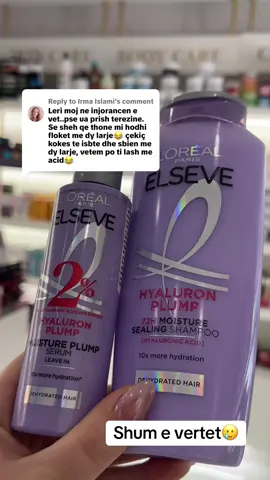 Reply to Irma Islami's comment
Leri moj ne injorancen e
vet..pse ua prish terezine.
Se sheh qe thone mi hodhi
floket me dy larje😂 çekiç
kokes te isbte dhe sbien me
dy larje, vetem po ti lash me
acid😂
L'ORÉAL
PARIS
ELSEVE
HYALURON
PLUMP
72H MOISTURE
SEALING SHAMPOO
[HYALURONIC ACID]
10x more hydration
DEHYDRATED HAIR
ORÉAL
PARIS
ELSEVE
2%
HYALURON
PLUMP
MOISTURE PLUMP
SERUM
LEAVE IN
10x more hydration*
DEHYDRATED HAIR
Shum e vertet🥲